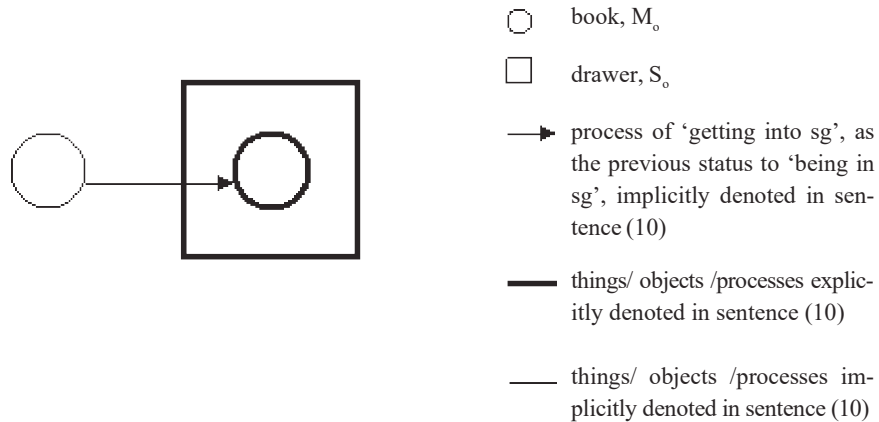 book, Mₒ
drawer, Sₒ
process of ‘getting into sg’, as
the previous status to ‘being in
sg’, implicitly denoted in sen-
tence (10)
things/ objects /processes explic-
itly denoted in sentence (10)
things/ objects /processes im-
plicitly denoted in sentence (10)